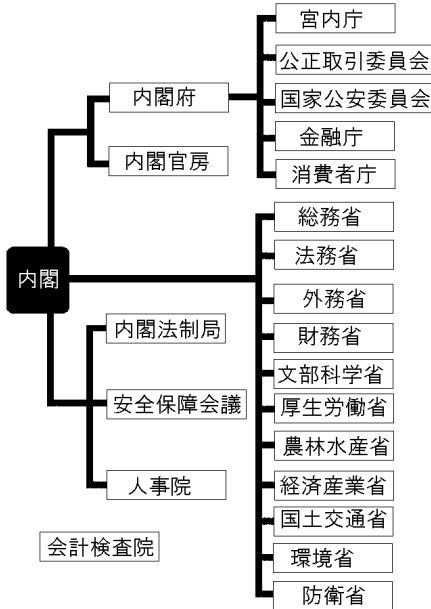 宮内庁
公正取引委員会
内閣府
国家公安委員会
金融庁
内閣官房
消費者庁
総務省
法務省
内閣
外務省
内閣法制局
財務省
文部科学省
安全保障会議
厚生労働省
農林水産省
人事院
経済産業省
国土交通省
会計検査院
環境省
防衛省